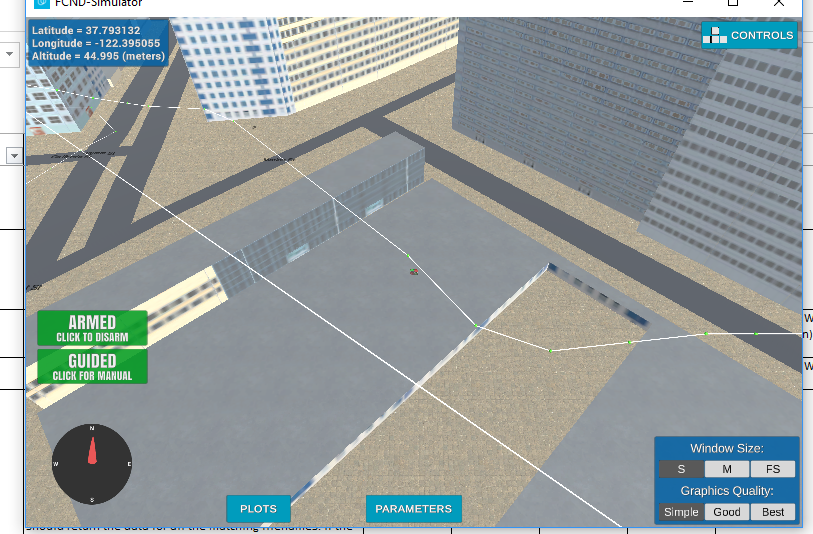 FCND-Simulator
Latitude = 37.793132
Longitude = -122.395055
Altitude = 44.995 (meters)
CONTROLS
ARMED
CLICK TO DISARM
GUIDED
CLICK FOR MANUAL
N
W
E
S
PLOTS
PARAMETERS
Window Size:
S
M
FS
Graphics Quality:
Simple
Good
Best
W
n)
W
should return the data for all the matching
If the